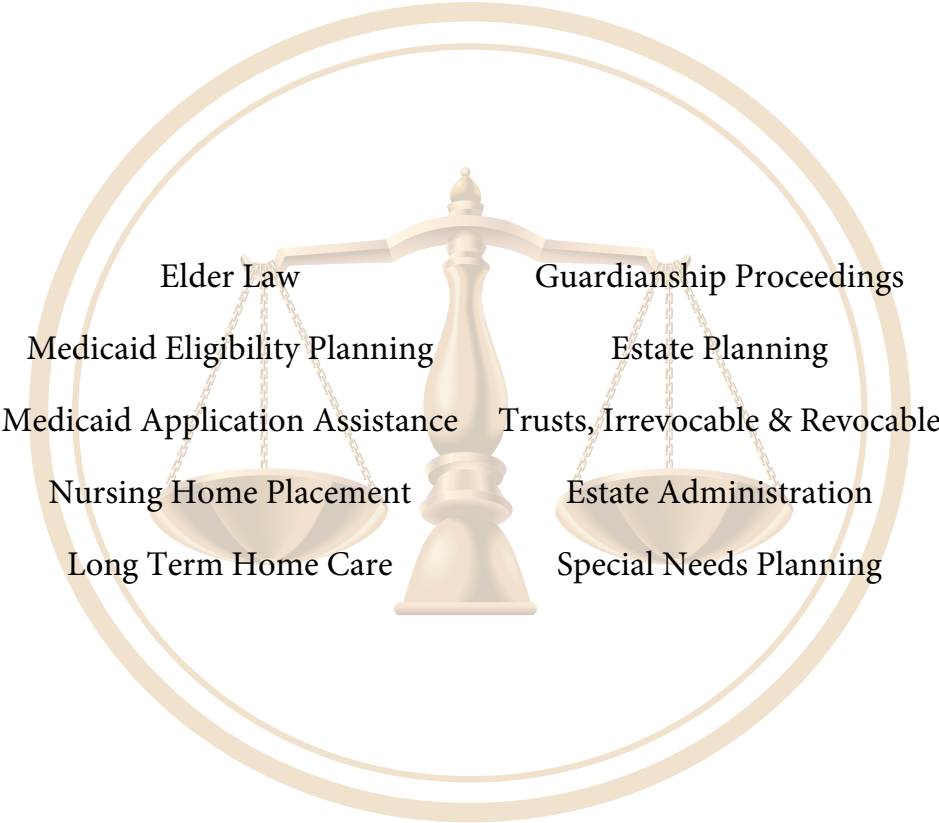 Elder Law
Medicaid Eligibility Planning
Medicaid Application Assistance
Nursing Home Placement
Long Term Home Care
Guardianship Proceedings
Estate Planning
Trusts, Irrevocable & Revocable
Estate Administration
Special Needs Planning